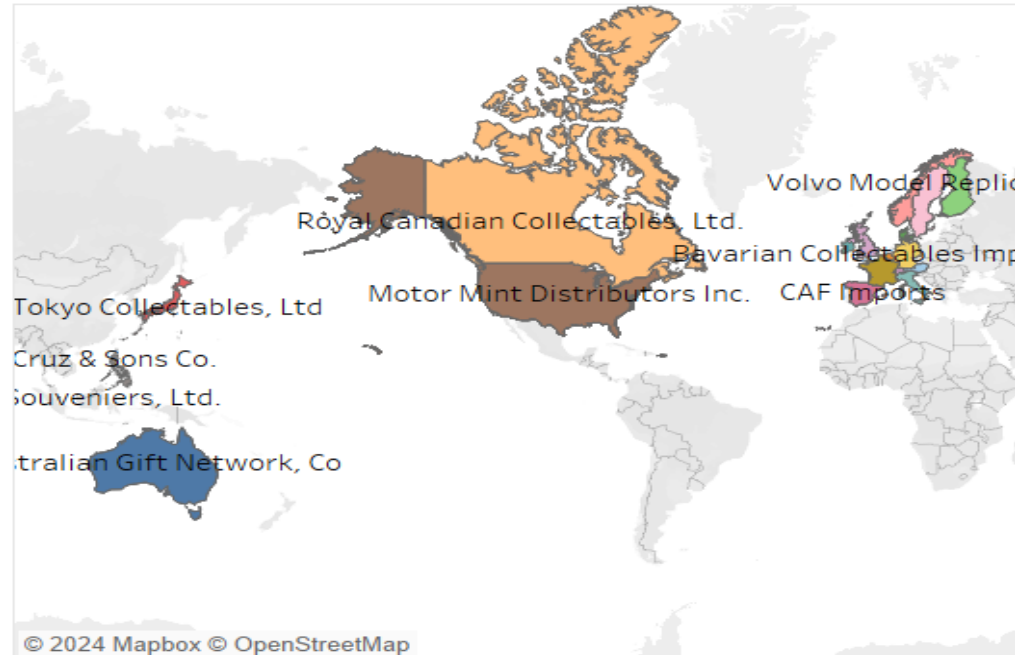 Volvo Model Replic
Royal Canadian Collectables, Ltd.
Bavarian Collectables Imp
Motor Mint Distributors Inc.
CAF Imports
Tokyo Collectables, Ltd
Cruz & Sons Co.
Souveniers, Ltd.
stralian Gift Network, Co
© 2024 Mapbox © OpenStreetMap